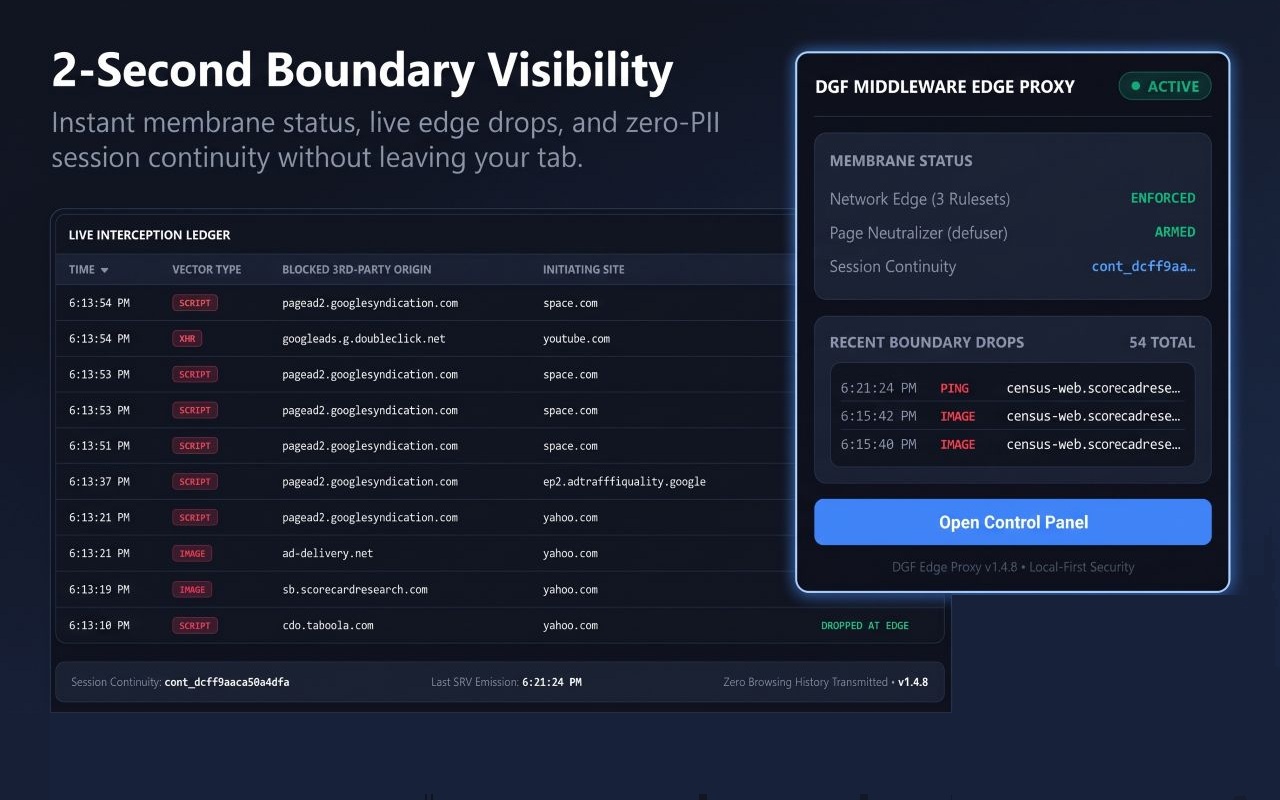 2-Second Boundary Visibility
Instant membrane status, live edge drops, and zero-PII
session continuity without leaving your tab.
LIVE INTERCEPTION LEDGER
TIME VECTOR TYPE BLOCKED 3RD-PARTY ORIGIN INITIATING SITE
6:13:54 PM SCRIPT pagead2.googlesyndication.com space.com
6:13:54 PM XHR googleads.g.doubleclick.net youtube.com
6:13:53 PM SCRIPT pagead2.googlesyndication.com space.com
6:13:53 PM SCRIPT pagead2.googlesyndication.com space.com
6:13:51 PM SCRIPT pagead2.googlesyndication.com space.com
6:13:37 PM SCRIPT pagead2.googlesyndication.com ep2.adtrafffiquality.google
6:13:21 PM SCRIPT pagead2.googlesyndication.com yahoo.com
6:13:21 PM IMAGE ad-delivery.net yahoo.com
6:13:19 PM IMAGE sb.scorecardresearch.com yahoo.com
6:13:10 PM SCRIPT cdo.taboola.com yahoo.com DROPPED AT EDGE
Session Continuity: cont_dcff9aaca50a4dfa Last SRV Emission: 6:21:24 PM Zero Browsing History Transmitted • v1.4.8
DGF MIDDLEWARE EDGE PROXY ACTIVE
MEMBRANE STATUS
Network Edge (3 Rulesets) ENFORCED
Page Neutralizer (defuser) ARMED
Session Continuity cont_dcff9aa…
RECENT BOUNDARY DROPS 54 TOTAL
6:21:24 PM PING census-web.scorecadrese…
6:15:42 PM IMAGE census-web.scorecadrese…
6:15:40 PM IMAGE census-web.scorecadrese…
Open Control Panel
DGF Edge Proxy v1.4.8 • Local-First Security